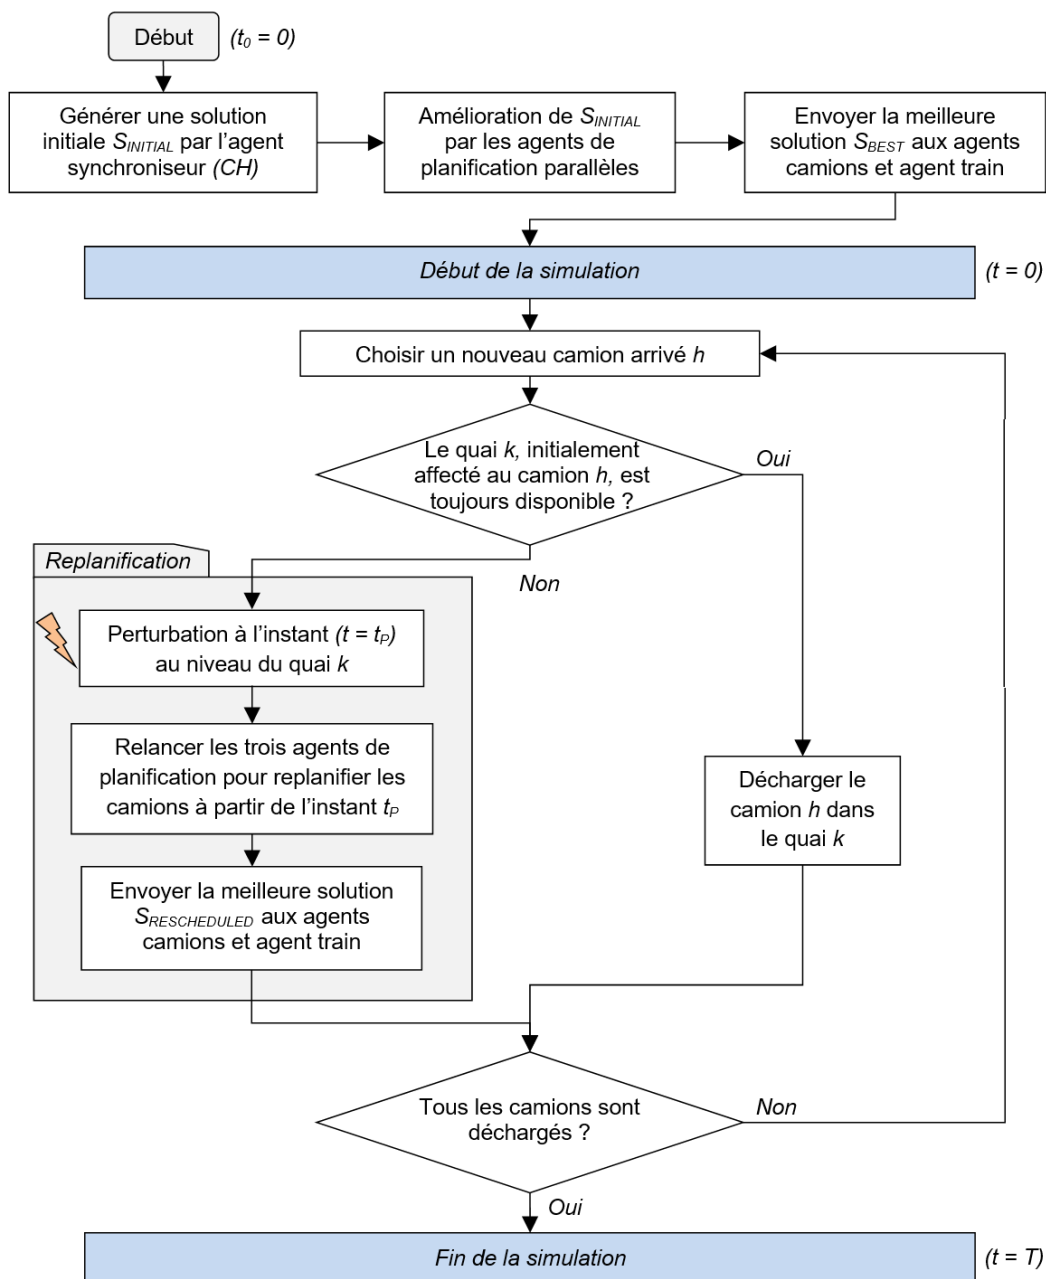 Début
(t₀ = 0)
Générer une solution
initiale S_INITIAL par l'agent
synchroniseur (CH)
Amélioration de S_INITIAL
par les agents de
planification parallèles
Envoyer la meilleure
solution S_BEST aux agents
camions et agent train
Début de la simulation
(t = 0)
Choisir un nouveau camion arrivé h
Le quai k, initialement
affecté au camion h, est
toujours disponible ?
Oui
Non
Replanification
Perturbation à l'instant (t = t_P)
au niveau du quai k
Relancer les trois agents de
planification pour replanifier les
camions à partir de l'instant t_P
Envoyer la meilleure solution
S_RESCHEDULED aux agents
camions et agent train
Décharger le
camion h dans
le quai k
Tous les camions sont
déchargés ?
Non
Oui
Fin de la simulation
(t = T)